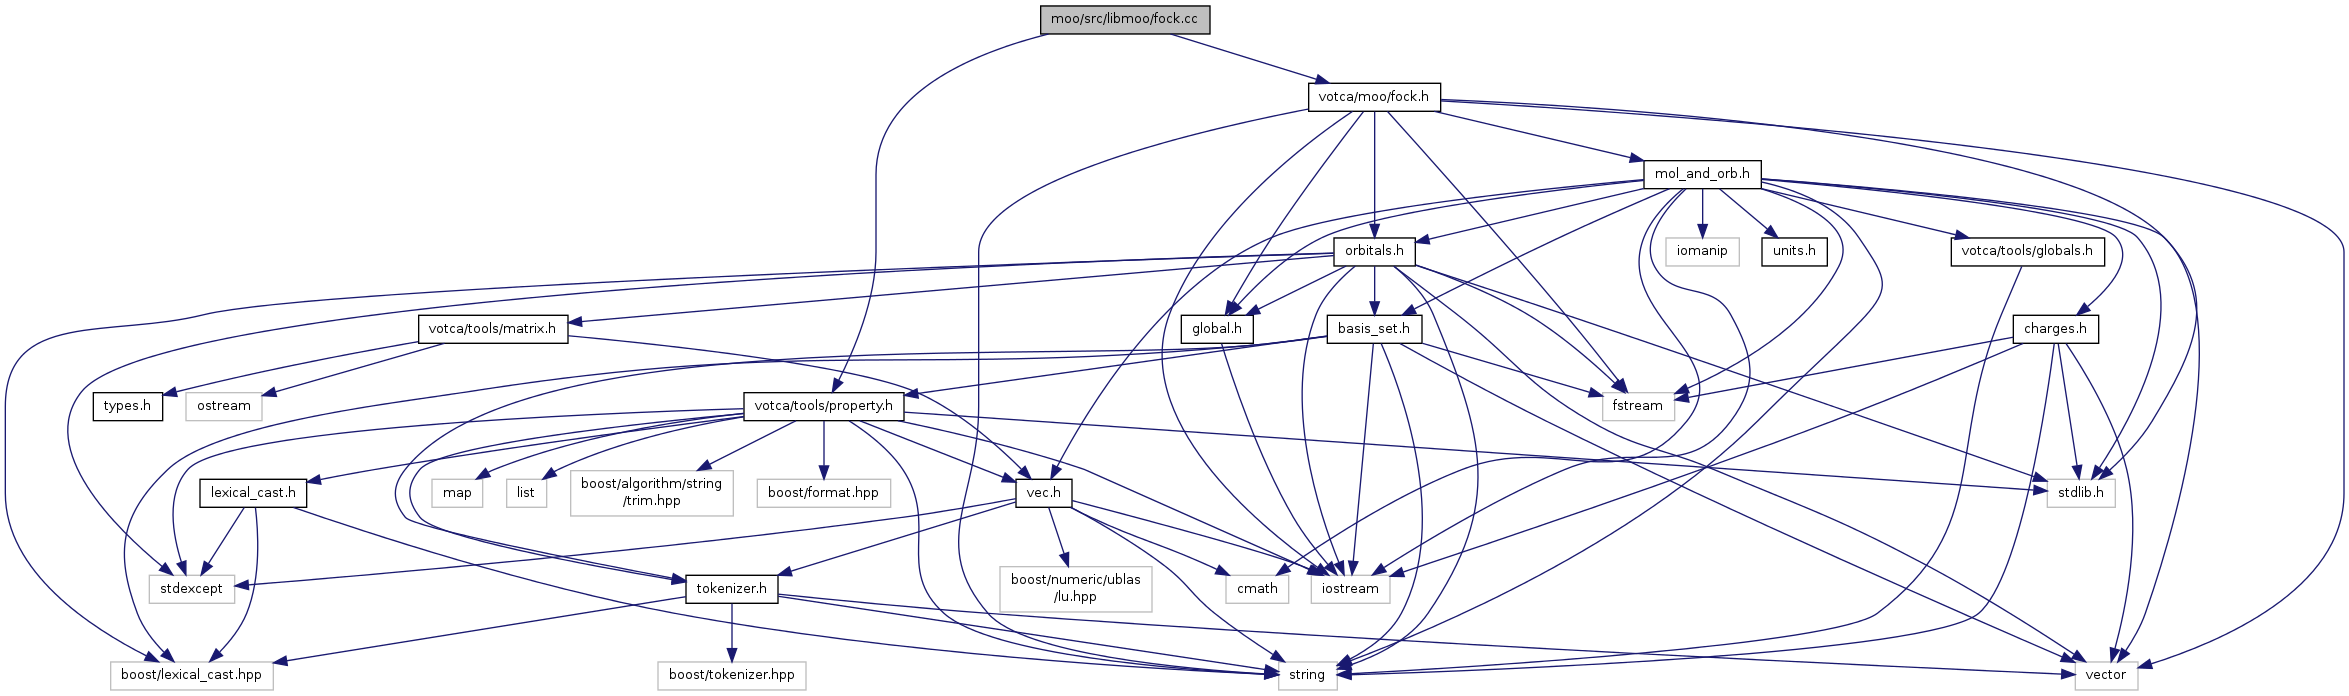 moo/src/libmoo/fock.cc
votca/moo/fock.h
mol_and_orb.h
orbitals.h
iomanip
units.h
votca/tools/globals.h
votca/tools/matrix.h
global.h
basis_set.h
charges.h
types.h
ostream
votca/tools/property.h
fstream
lexical_cast.h
map
list
boost/algorithm/string
/trim.hpp
boost/format.hpp
vec.h
stdlib.h
stdexcept
tokenizer.h
boost/numeric/ublas
/lu.hpp
cmath
iostream
boost/lexical_cast.hpp
boost/tokenizer.hpp
string
vector